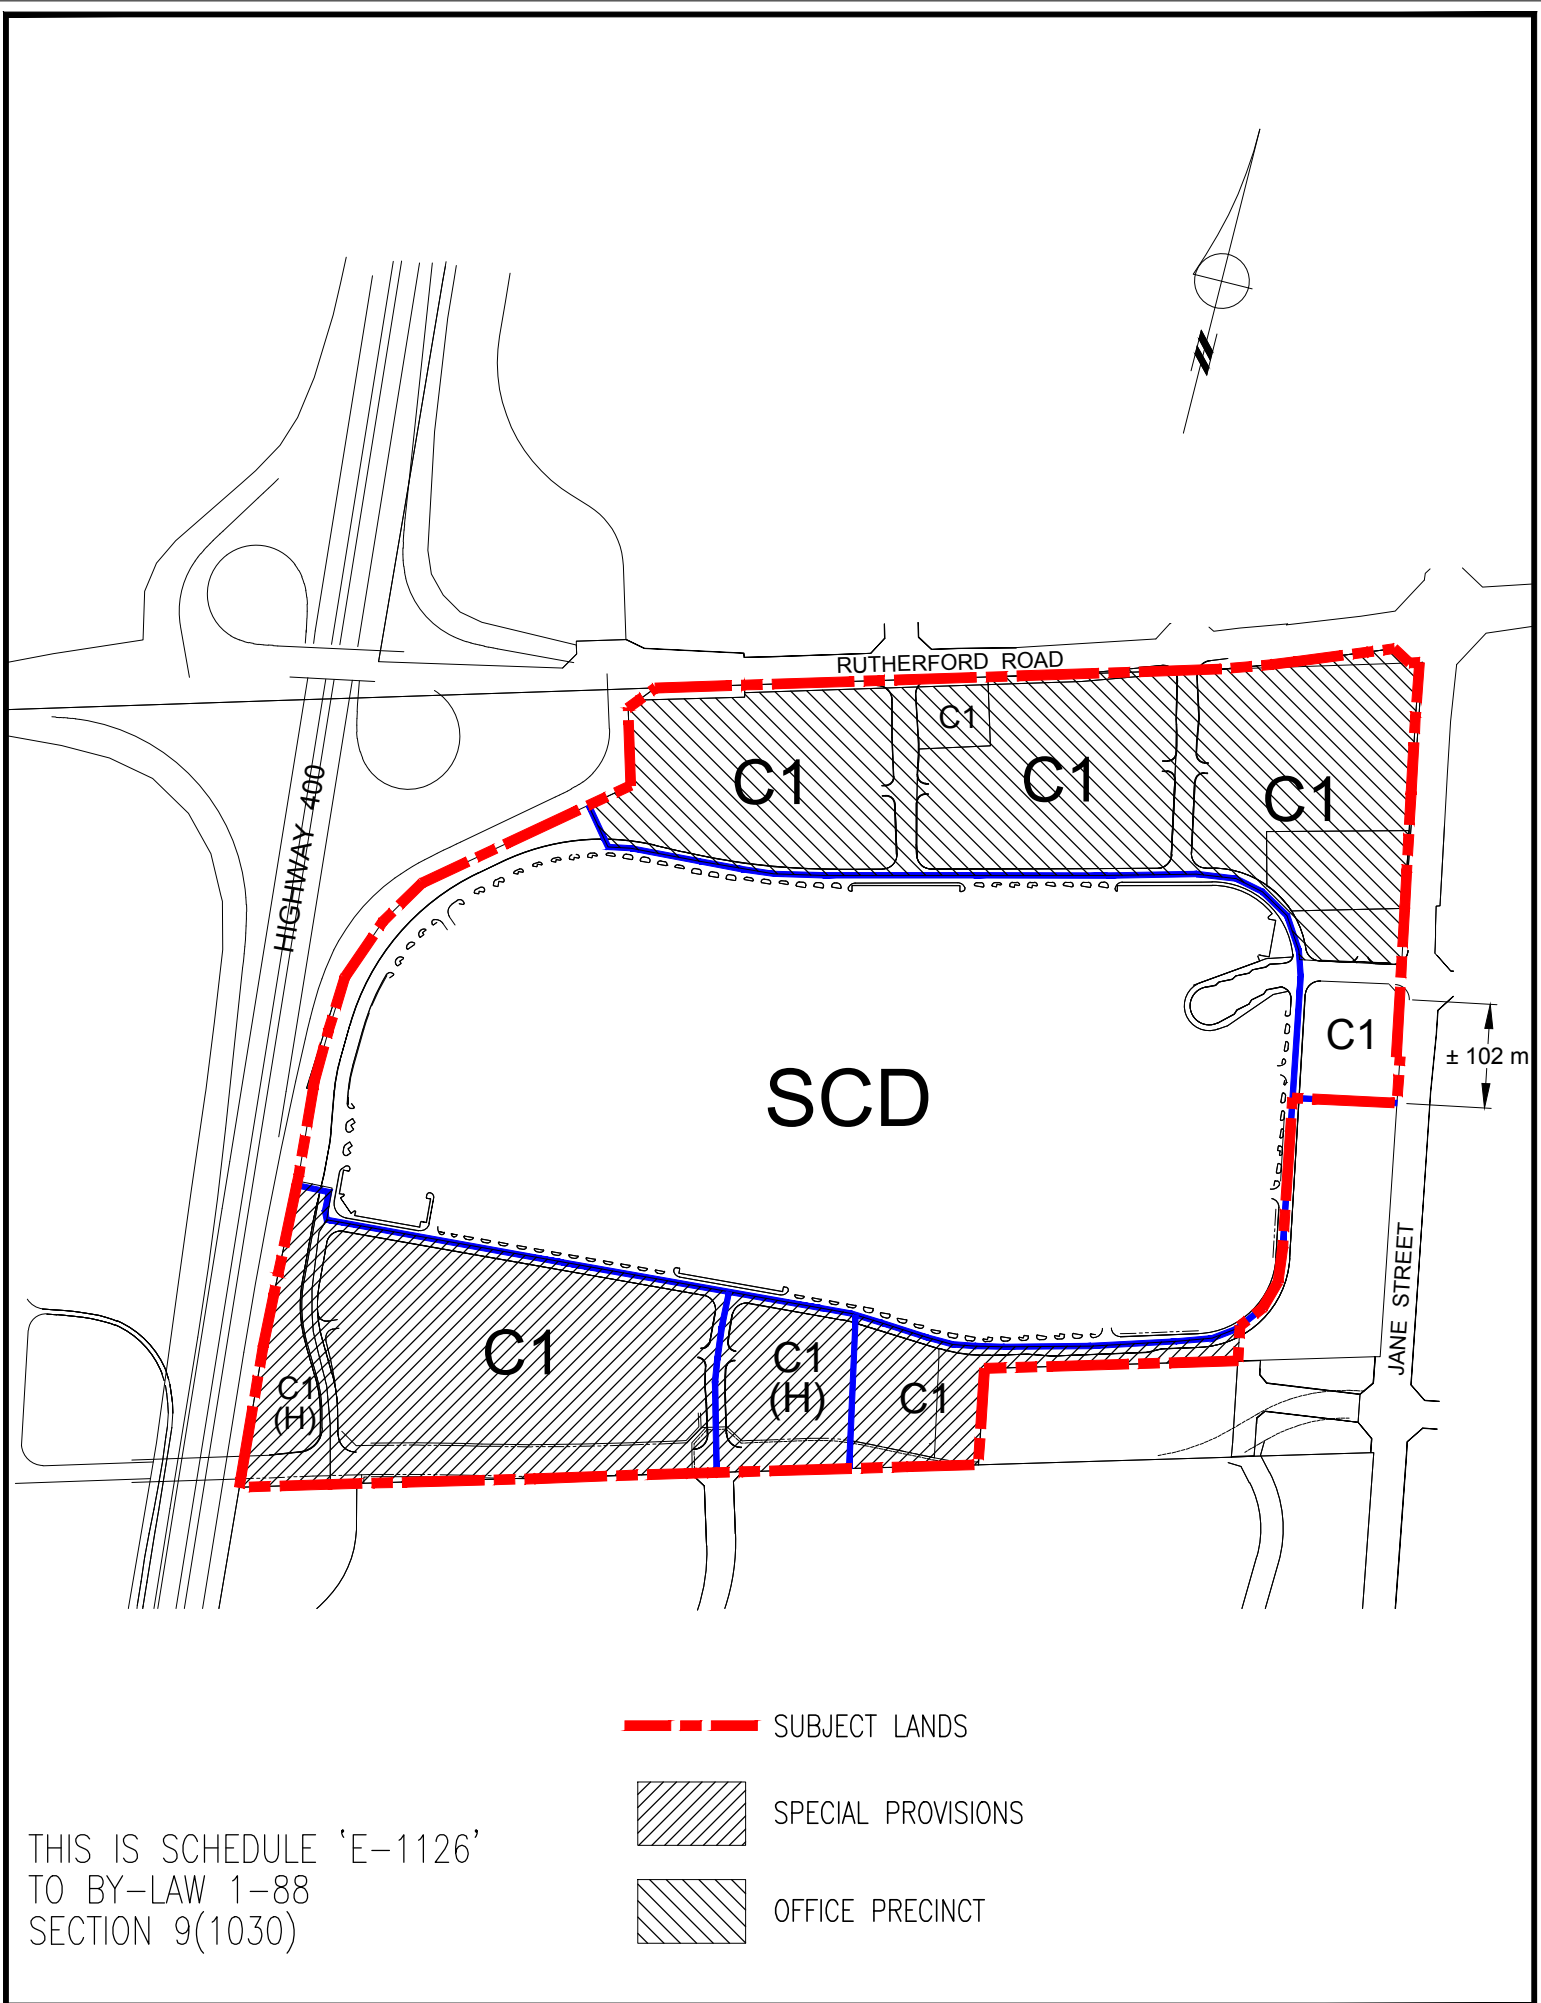 RUTHERFORD ROAD
C1
C1
C1
C1
HIGHWAY 400
C1
± 102 m
SCD
JANE STREET
C1
C1
(H)
C1
(H)
C1
SUBJECT LANDS
SPECIAL PROVISIONS
OFFICE PRECINCT
THIS IS SCHEDULE 'E-1126'
TO BY-LAW 1-88
SECTION 9(1030)